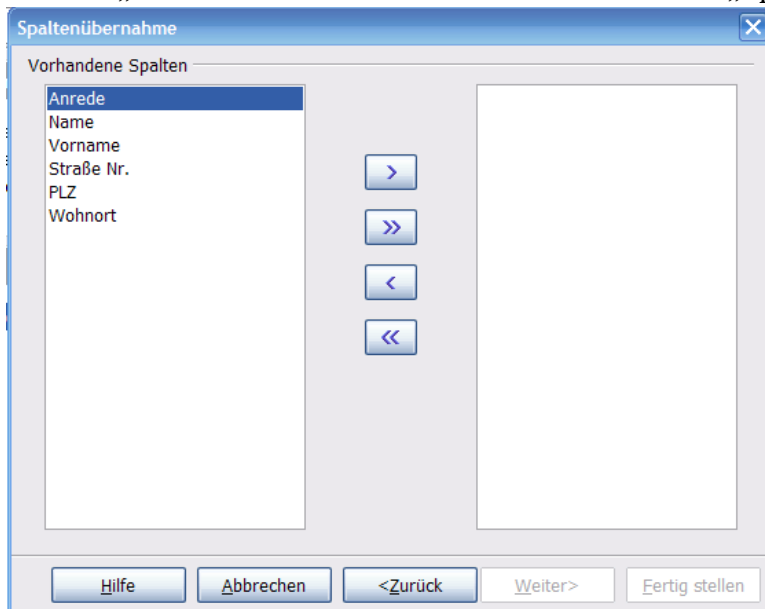 Spaltenübernahme
Vorhandene Spalten
Anrede
Name
Vorname
Straße Nr.
PLZ
Wohnort
>
>>
<
<<
Hilfe
Abbrechen
<Zurück
Weiter>
Fertig stellen